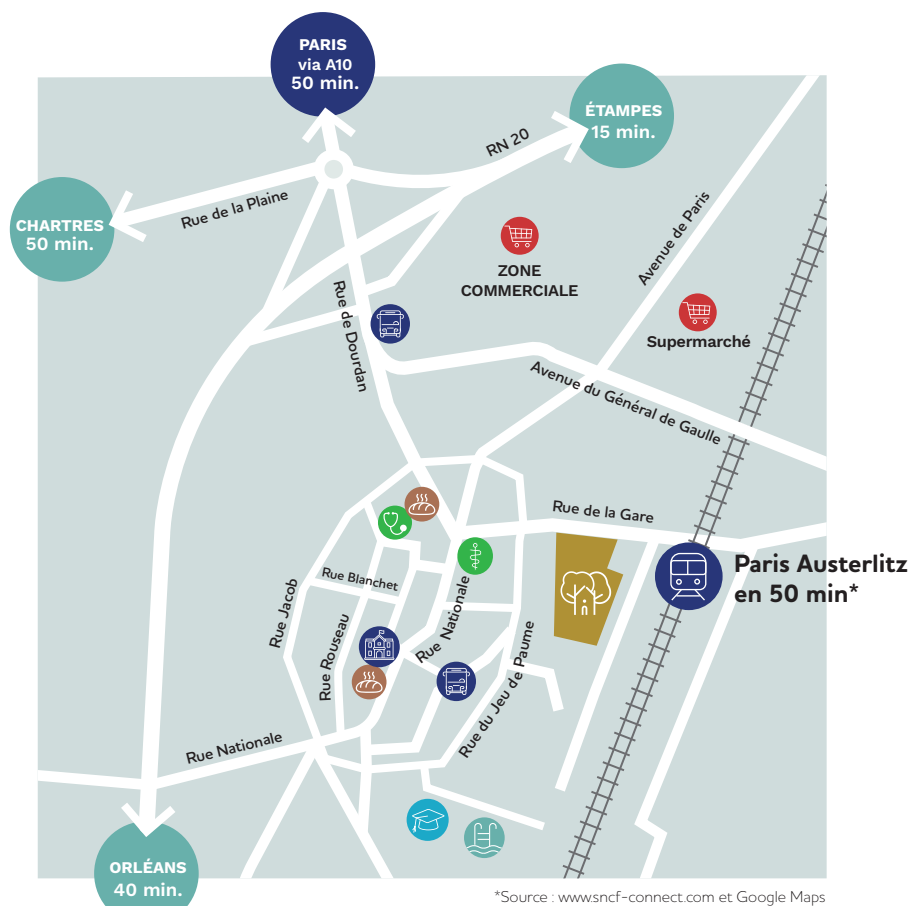 PARIS
via A10
50 min.
ÉTAMPES
15 min.
RN 20
CHARTRES
50 min.
Rue de la Plaine
Avenue de Paris
ZONE
COMMERCIALE
Rue de Dourdan
Supermarché
Avenue du Général de Gaulle
Rue de la Gare
Paris Austerlitz
en 50 min*
Rue Blanchet
Rue Jacob
Rue Rouseau
Rue Nationale
Rue du Jeu de Paume
Rue Nationale
ORLÉANS
40 min.
*Source : www.sncf-connect.com et Google Maps